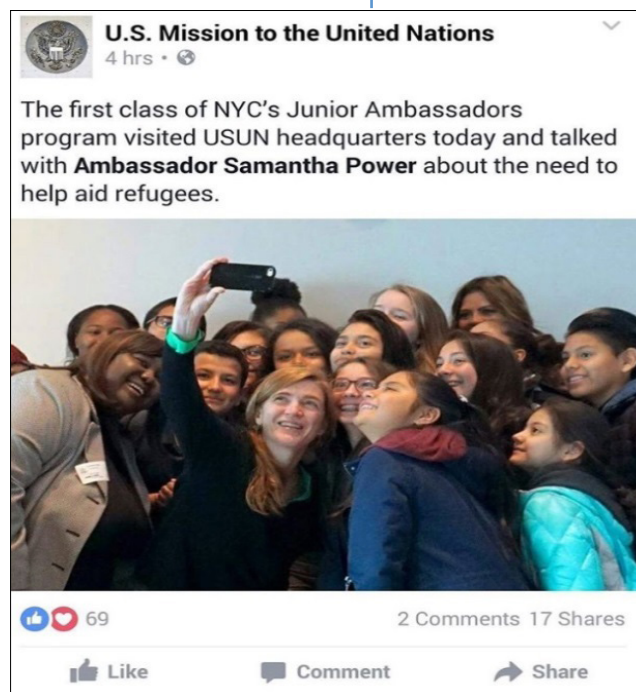 U.S. Mission to the United Nations
4 hrs •
The first class of NYC's Junior Ambassadors
program visited USUN headquarters today and talked
with Ambassador Samantha Power about the need to
help aid refugees.
69
2 Comments 17 Shares
Like
Comment
Share